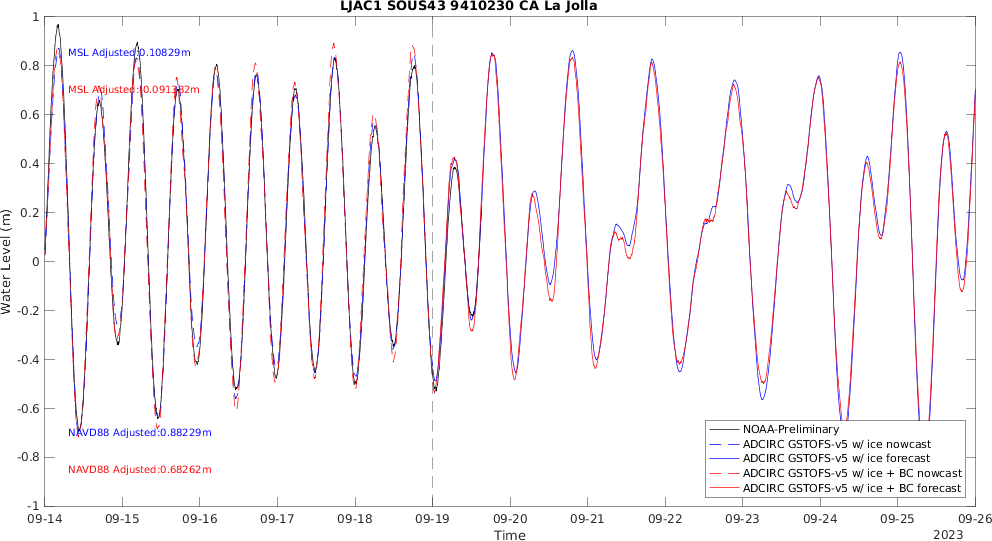 LJAC1 SOUS43 9410230 CA La Jolla
MSL Adjusted:0.10829m
MSL Adjusted:0.091332m
NAVD88 Adjusted:0.88229m
NAVD88 Adjusted:0.68262m
Water Level (m)
1
0.8
0.6
0.4
0.2
0
-0.2
-0.4
-0.6
-0.8
-1
NOAA-Preliminary
ADCIRC GSTOFS-v5 w/ ice nowcast
ADCIRC GSTOFS-v5 w/ ice forecast
ADCIRC GSTOFS-v5 w/ ice + BC nowcast
ADCIRC GSTOFS-v5 w/ ice + BC forecast
09-14 09-15 09-16 09-17 09-18 09-19 09-20 09-21 09-22 09-23 09-24 09-25 09-26
Time
2023